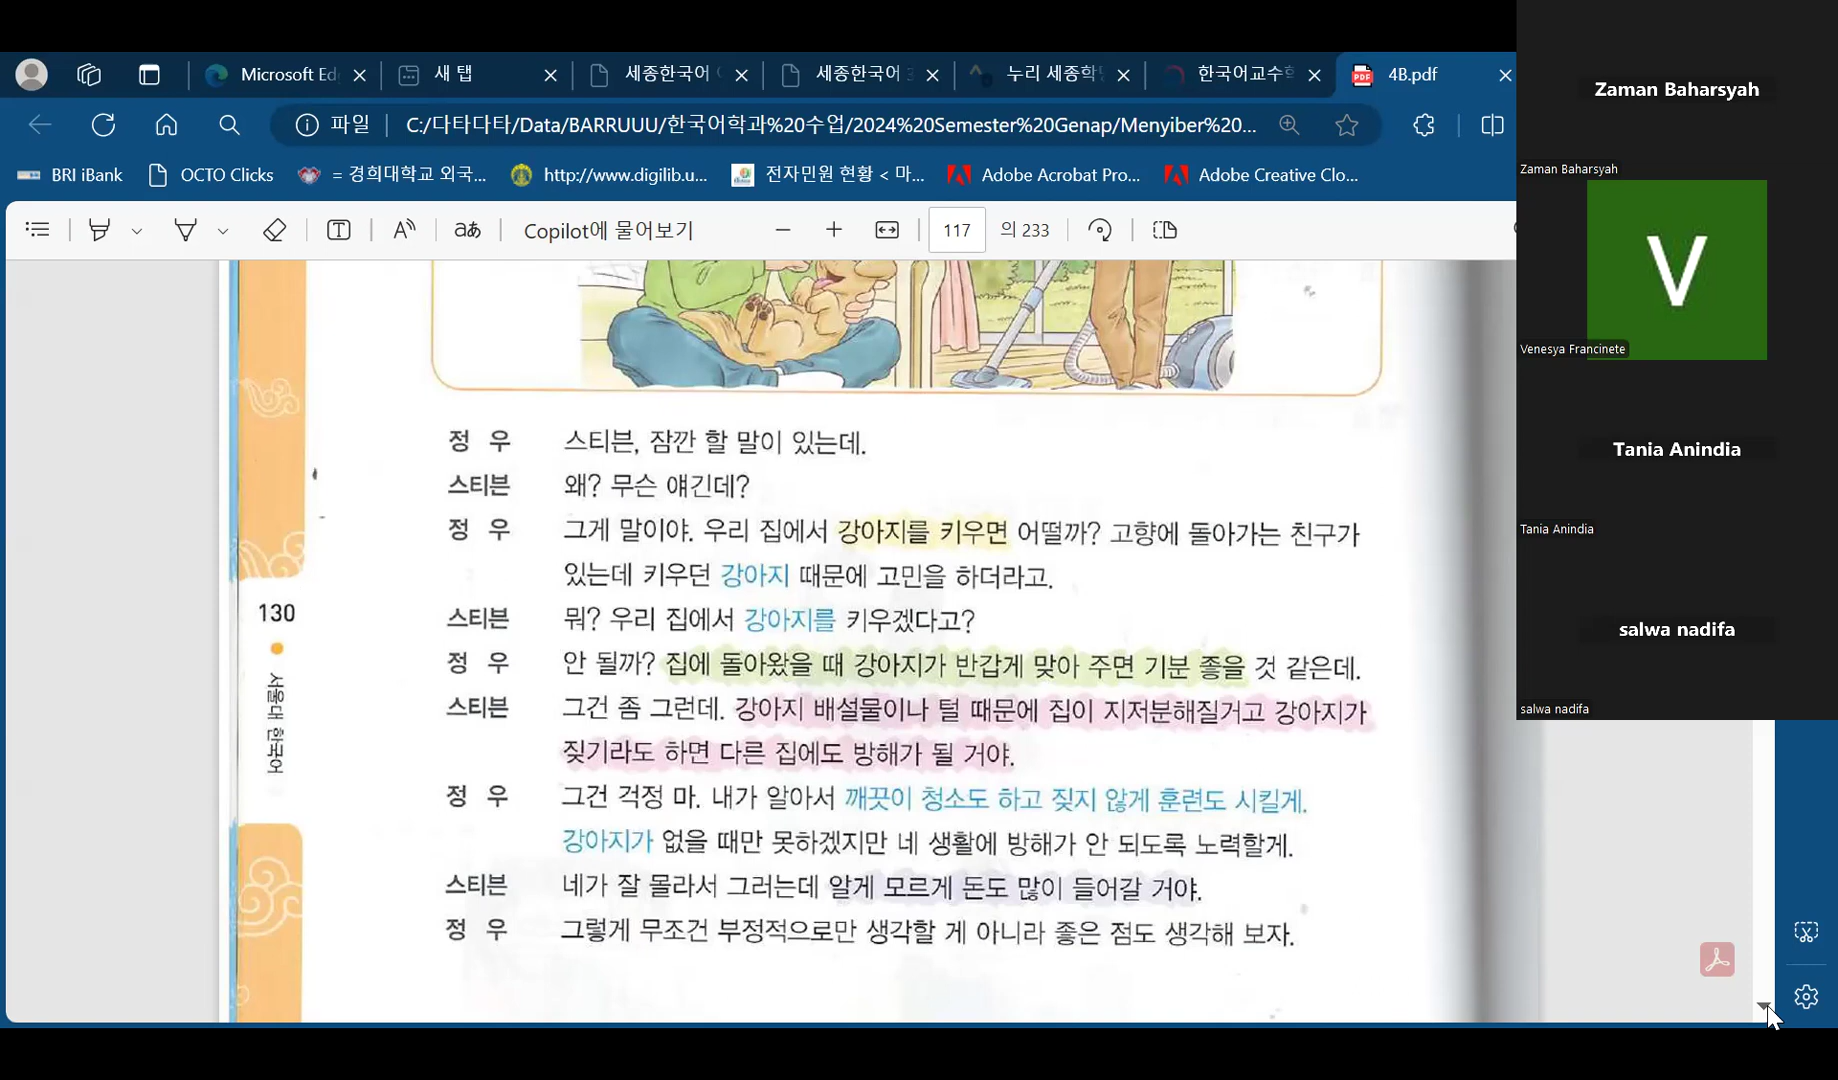 Microsoft Ed
새 탭
세종한국어
세종한국어
누리 세종학
한국어교수
4B.pdf
파일
C:/다타다타/Data/BARRUUU/한국어학과%20수업/2024%20Semester%20Genap/Menyiber%20...
BRI iBank
OCTO Clicks
= 경희대학교 외국...
http://www.digilib.u...
전자민원 현황 < 마...
Adobe Acrobat Pro...
Adobe Creative Clo...
Copilot에 물어보기
117 의 233
정 우 스티븐, 잠깐 할 말이 있는데.
스티븐 왜? 무슨 얘긴데?
정 우 그게 말이야. 우리 집에서 강아지를 키우면 어떨까? 고향에 돌아가는 친구가
있는데 키우던 강아지 때문에 고민을 하더라고.
스티븐 뭐? 우리 집에서 강아지를 키우겠다고?
정 우 안 될까? 집에 돌아왔을 때 강아지가 반갑게 맞아 주면 기분 좋을 것 같은데.
스티븐 그건 좀 그런데. 강아지 배설물이나 털 때문에 집이 지저분해질거고 강아지가
짖기라도 하면 다른 집에도 방해가 될 거야.
정 우 그건 걱정 마. 내가 알아서 깨끗이 청소도 하고 짖지 않게 훈련도 시킬게.
강아지가 없을 때만 못하겠지만 네 생활에 방해가 안 되도록 노력할게.
스티븐 네가 잘 몰라서 그러는데 알게 모르게 돈도 많이 들어갈 거야.
정 우 그렇게 무조건 부정적으로만 생각할 게 아니라 좋은 점도 생각해 보자.
130
서울대 한국어
Zaman Baharsyah
Zaman Baharsyah
V
Venesya Francinete
Tania Anindia
Tania Anindia
salwa nadifa
salwa nadifa